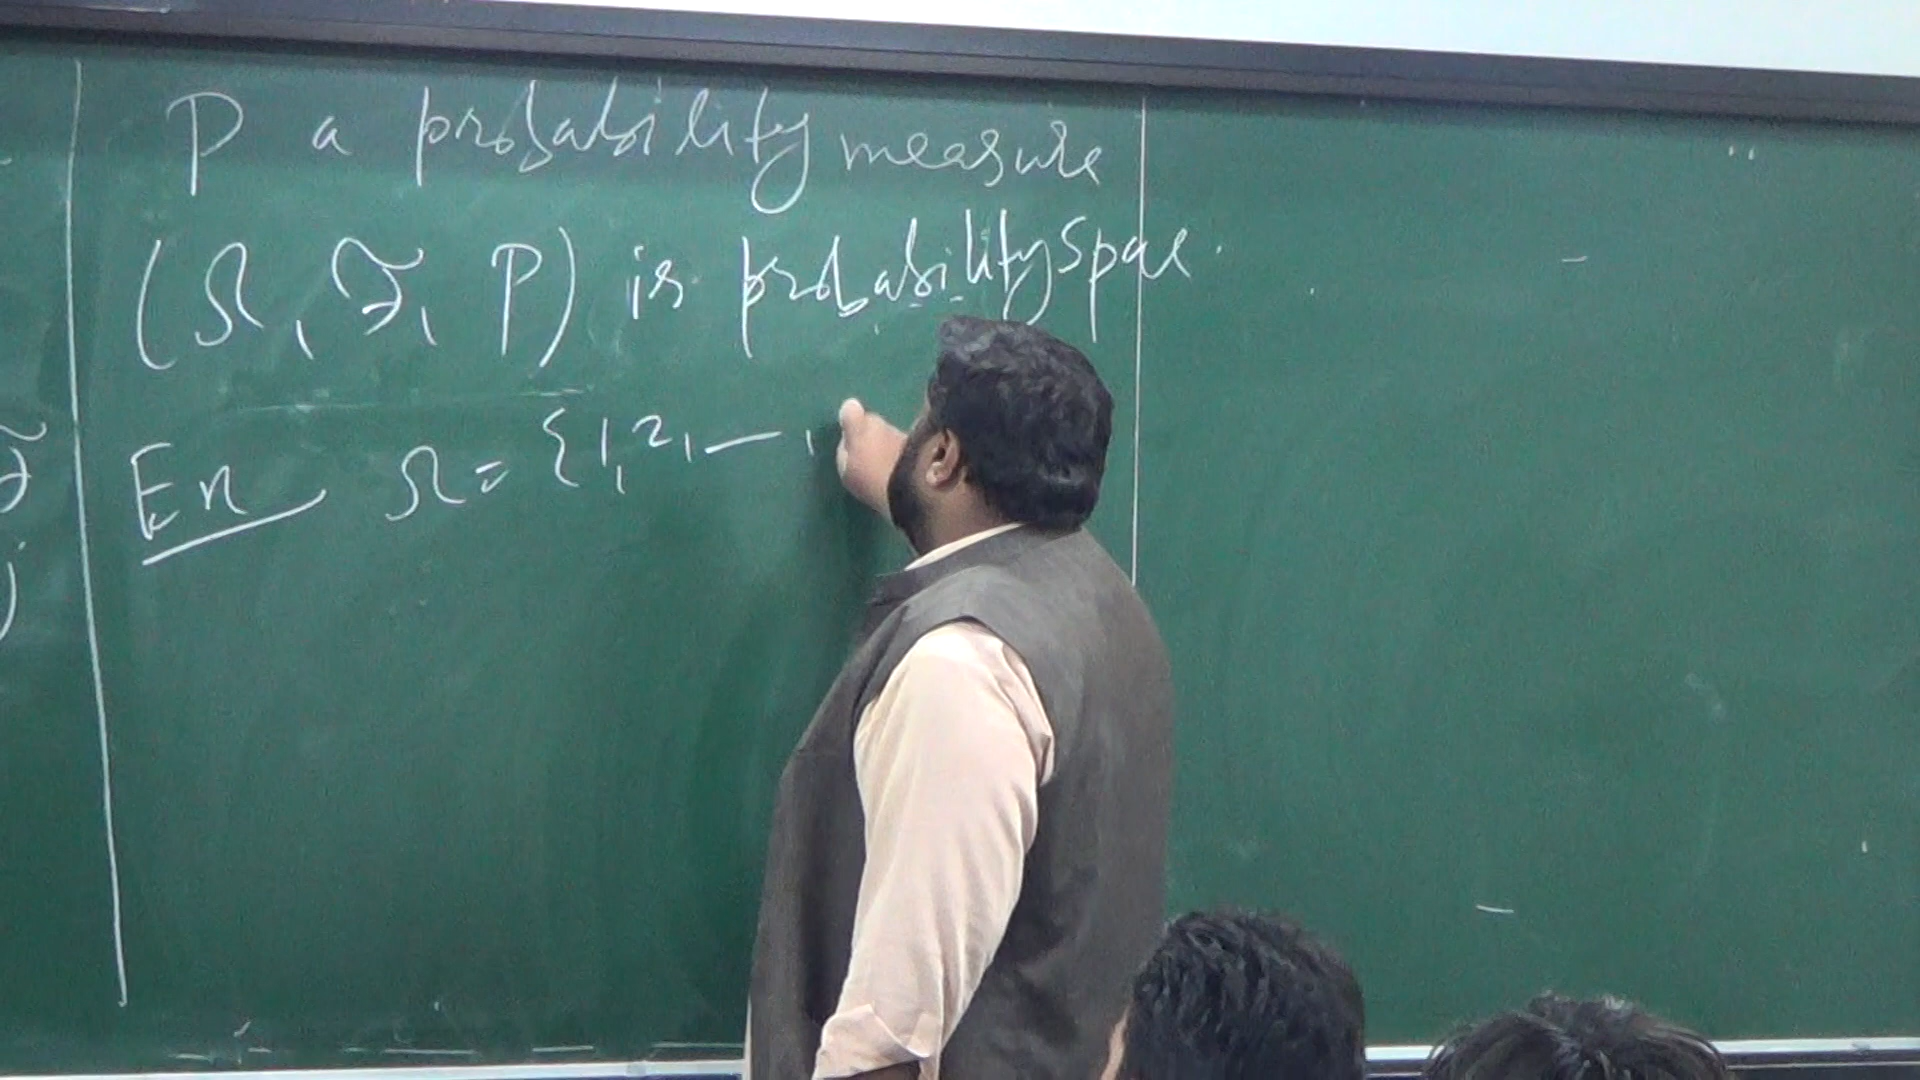 P a probability measure
(Ω, ℱ, P) is probability space.
Ex Ω = {1, 2, — ,